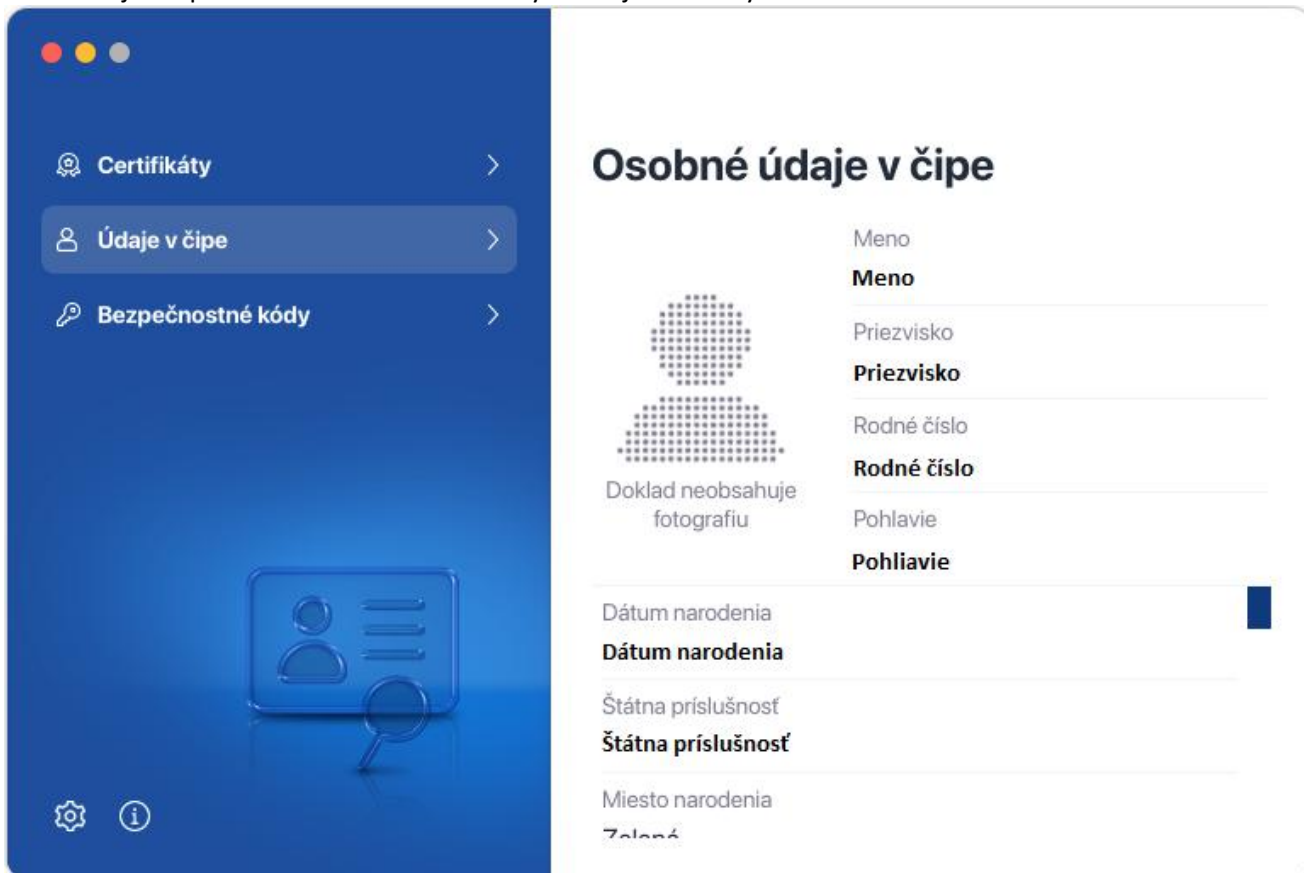 Certifikáty
Údaje v čipe
Bezpečnostné kódy
Osobné údaje v čipe
Doklad neobsahuje
fotografiu
Meno
Meno
Priezvisko
Priezvisko
Rodné číslo
Rodné číslo
Pohlavie
Pohliavie
Dátum narodenia
Dátum narodenia
Štátna príslušnosť
Štátna príslušnosť
Miesto narodenia